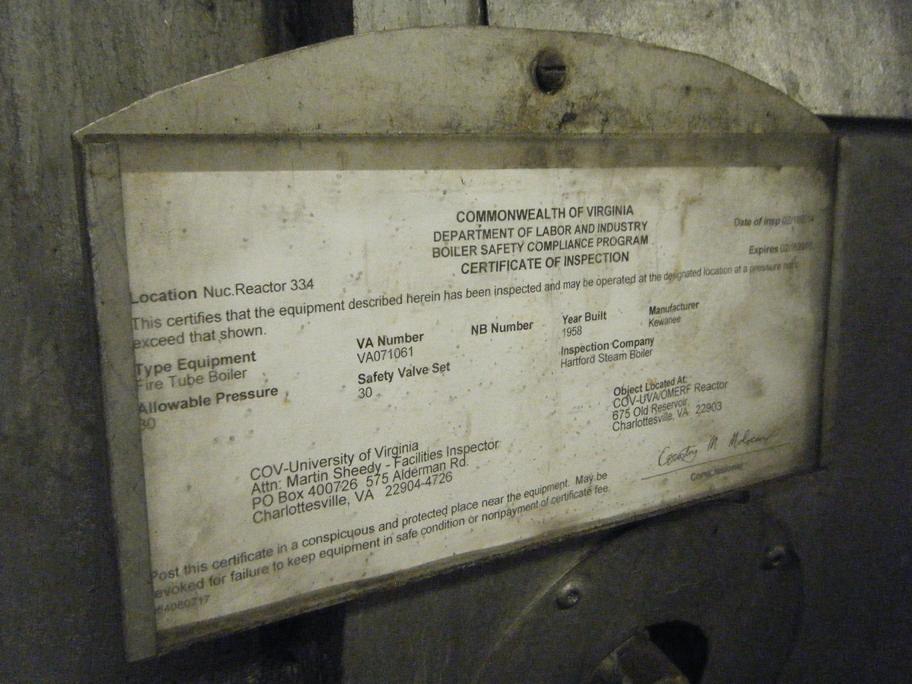 COMMONWEALTH OF VIRGINIA
DEPARTMENT OF LABOR AND INDUSTRY
BOILER SAFETY COMPLIANCE PROGRAM
CERTIFICATE OF INSPECTION
Date of Insp
Expires
Location Nuc.Reactor 334
This certifies that the equipment described herein has been inspected and may be operated at the designated location at a pressure not
exceed that shown.
Type Equipment VA Number NB Number Year Built Manufacturer
Fire Tube Boiler VA071061 1958 Kewanee
Allowable Pressure Safety Valve Set Inspection Company
30 30 Hartford Steam Boiler
Object Located At:
COV-UVA/OMERF Reactor
675 Old Reservoir
Charlottesville, VA 22903
COV-University of Virginia
Attn: Martin Sheedy - Facilities Inspector
PO Box 400726 575 Alderman Rd.
Charlottesville, VA 22904-4726
Commissioner
Post this certificate in a conspicuous and protected place near the equipment. May be
evoked for failure to keep equipment in safe condition or nonpayment of certificate fee.